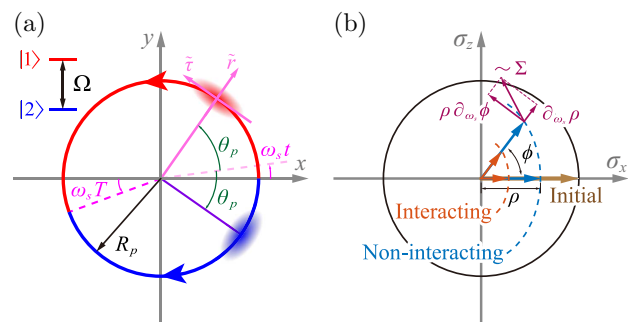 (a)
|1⟩
Ω
|2⟩
y
x
τ̃
r̃
θ_p
θ_p
ω_s t
ω_s T
R_p
(b)
σ_z
σ_x
~ Σ
ρ ∂_{ω_s} ϕ
∂_{ω_s} ρ
ϕ
ρ
Initial
Interacting
Non-interacting